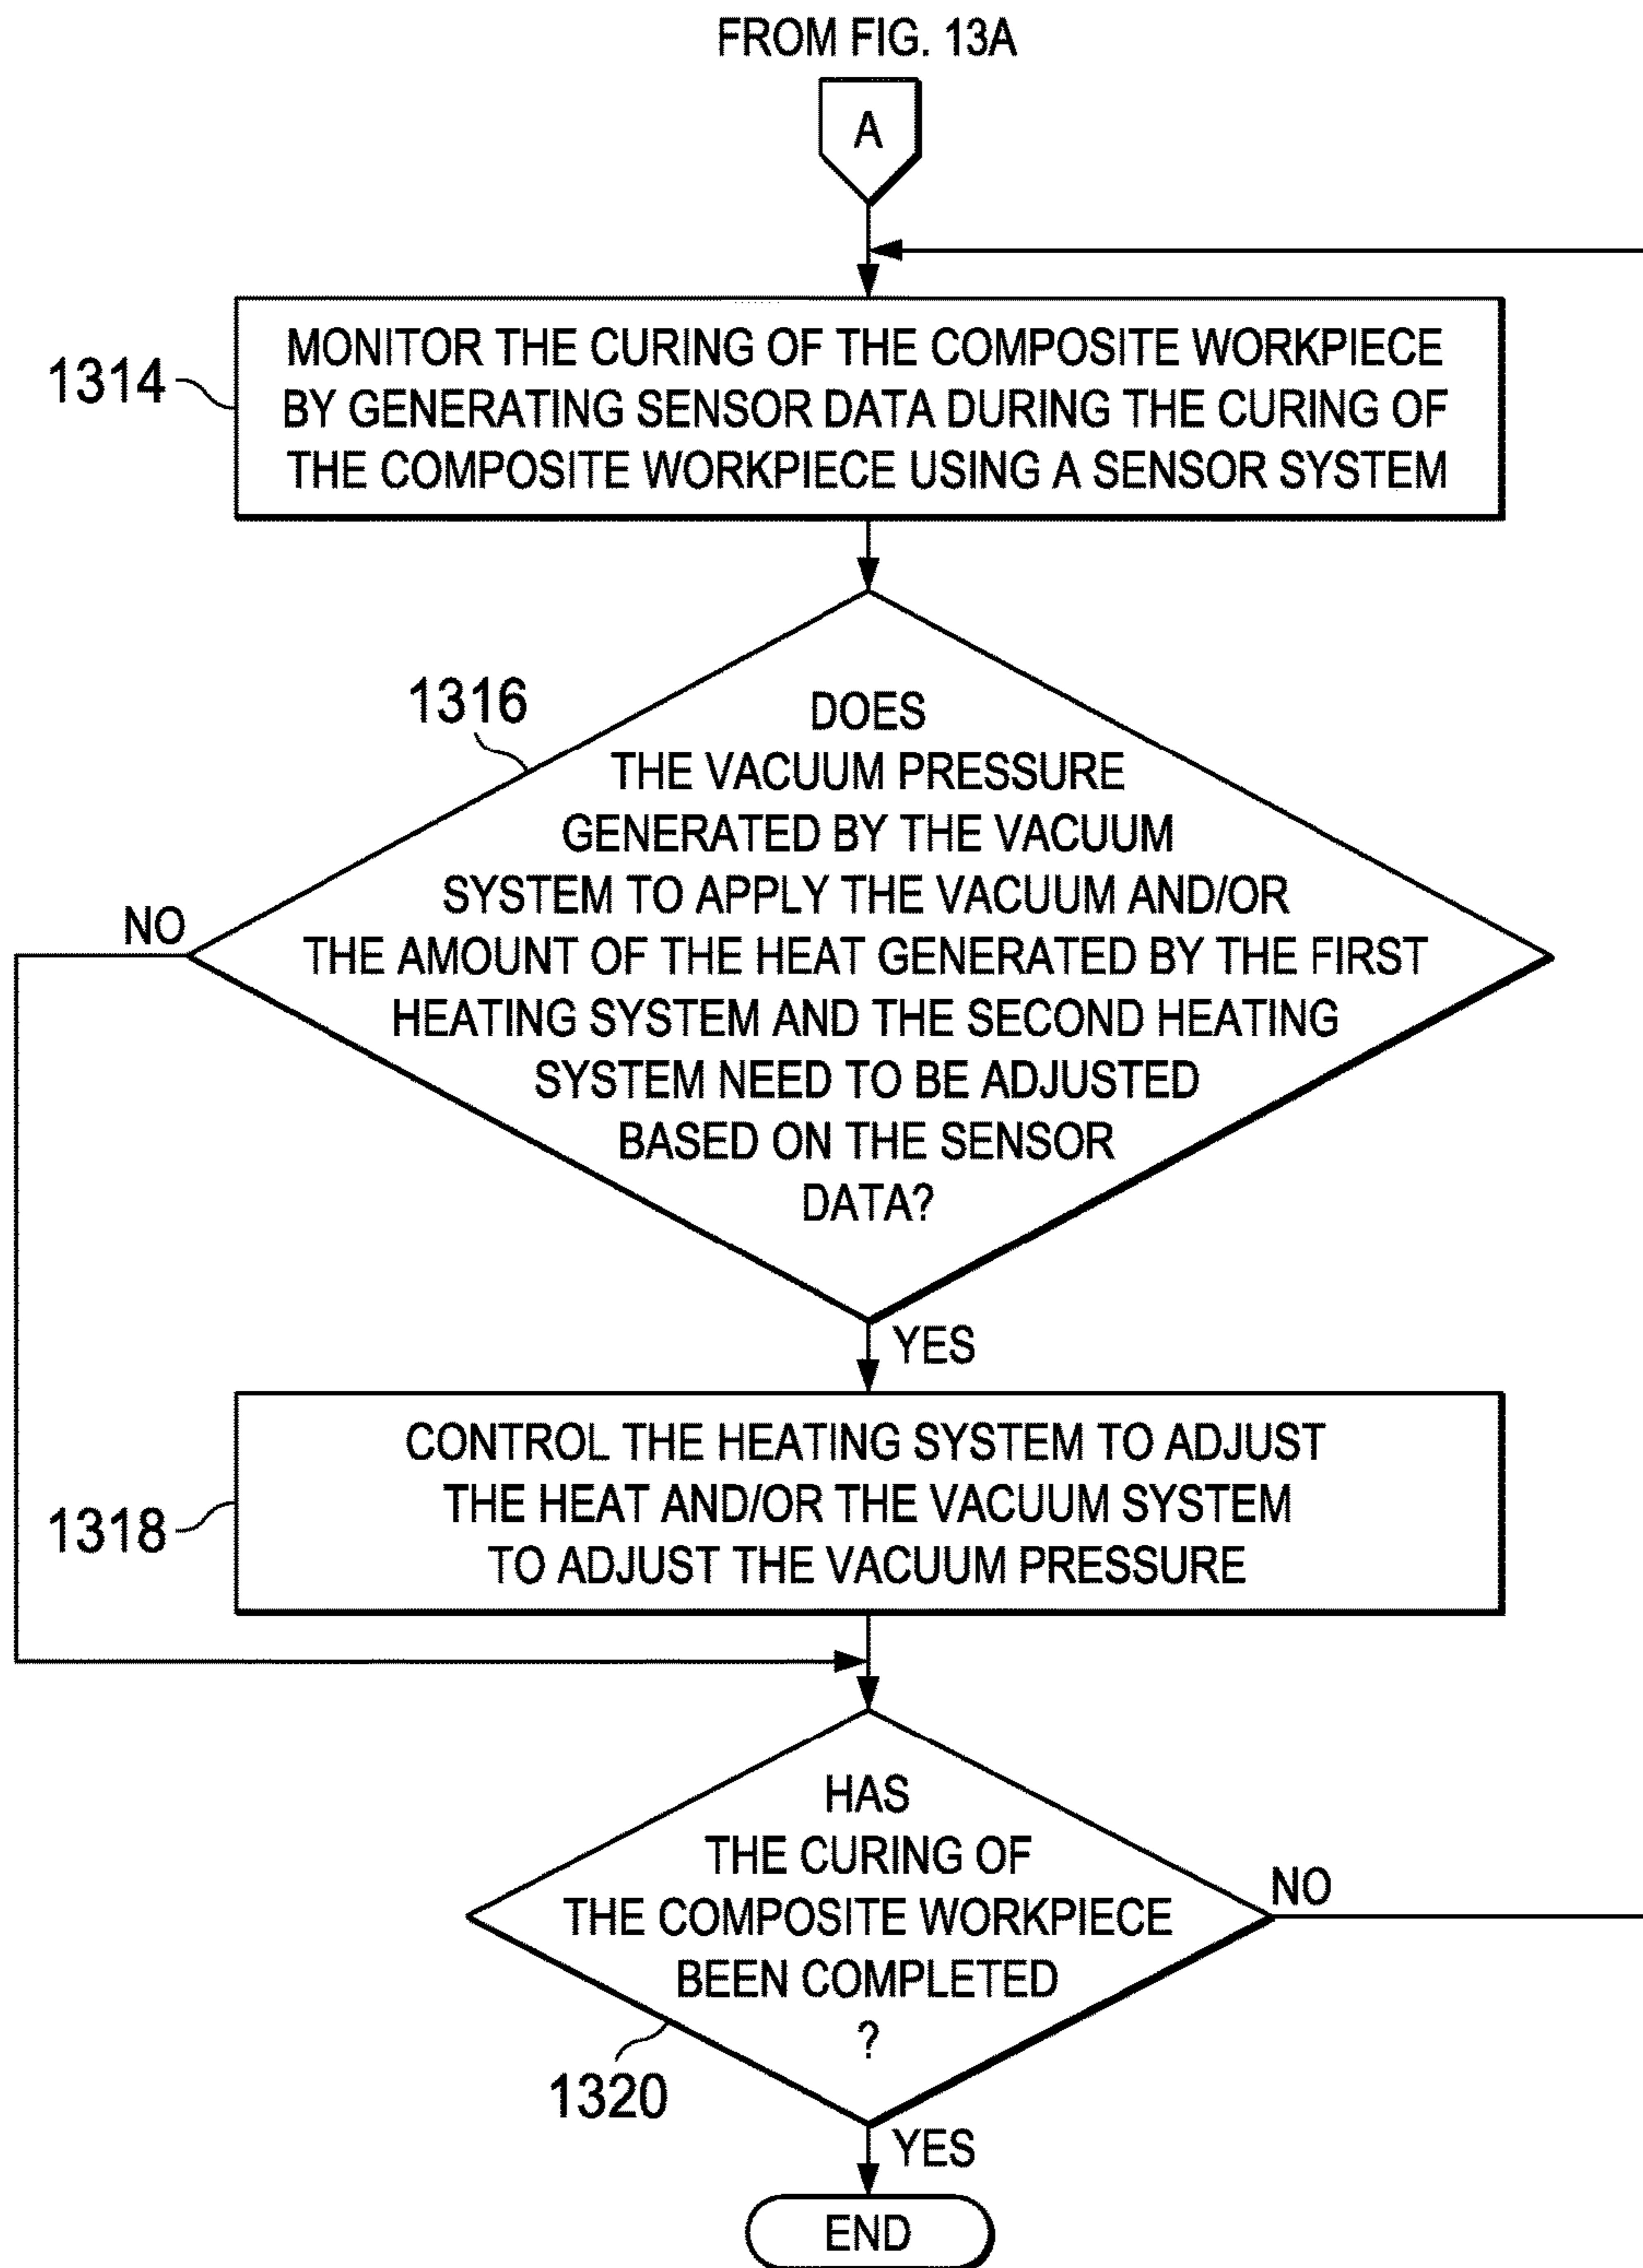 FROM FIG. 13A
A
1314
MONITOR THE CURING OF THE COMPOSITE WORKPIECE
BY GENERATING SENSOR DATA DURING THE CURING OF
THE COMPOSITE WORKPIECE USING A SENSOR SYSTEM
1316
DOES
THE VACUUM PRESSURE
GENERATED BY THE VACUUM
SYSTEM TO APPLY THE VACUUM AND/OR
THE AMOUNT OF THE HEAT GENERATED BY THE FIRST
HEATING SYSTEM AND THE SECOND HEATING
SYSTEM NEED TO BE ADJUSTED
BASED ON THE SENSOR
DATA?
NO
YES
1318
CONTROL THE HEATING SYSTEM TO ADJUST
THE HEAT AND/OR THE VACUUM SYSTEM
TO ADJUST THE VACUUM PRESSURE
HAS
THE CURING OF
THE COMPOSITE WORKPIECE
BEEN COMPLETED
?
NO
1320
YES
END